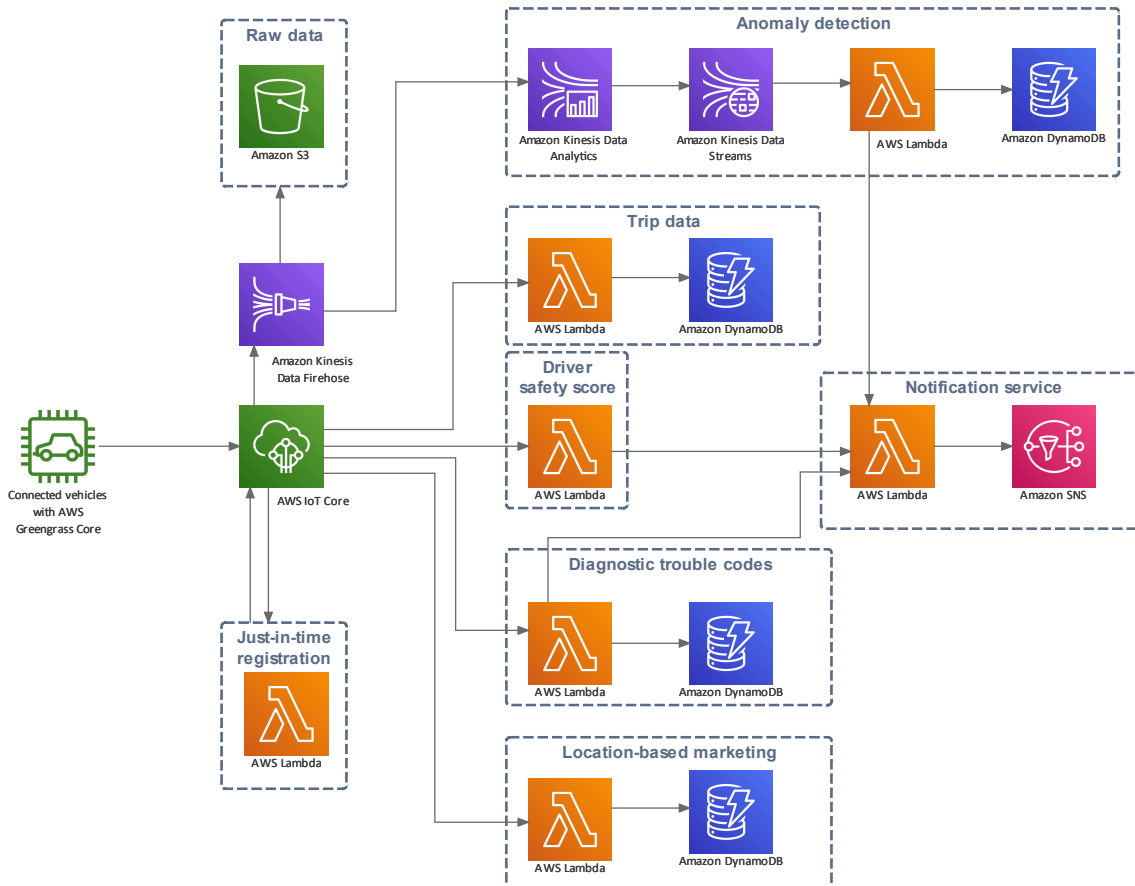 Raw data
Amazon S3
Anomaly detection
Amazon Kinesis Data
Analytics
Amazon Kinesis Data
Streams
AWS Lambda
Amazon DynamoDB
Trip data
AWS Lambda
Amazon DynamoDB
Amazon Kinesis
Data Firehose
Driver
safety score
AWS Lambda
Notification service
AWS Lambda
Amazon SNS
Connected vehicles
with AWS
Greengrass Core
AWS IoT Core
Diagnostic trouble codes
AWS Lambda
Amazon DynamoDB
Just-in-time
registration
AWS Lambda
Location-based marketing
AWS Lambda
Amazon DynamoDB